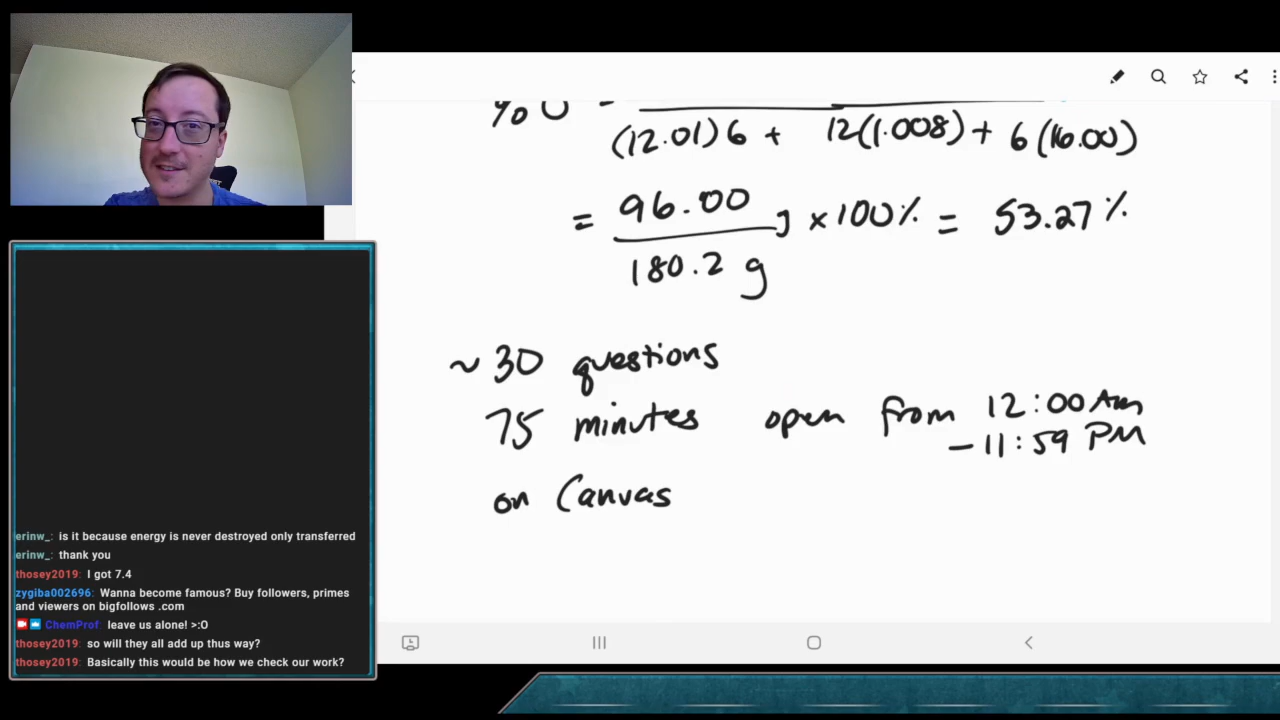 % O =
(12.01)6 + 12(1.008) + 6(16.00)
= 96.00 g × 100% = 53.27%
180.2 g
~ 30 questions
75 minutes open from 12:00 Am
– 11:59 PM
on Canvas
erinw_: is it because energy is never destroyed only transferred
erinw_: thank you
thosey2019: I got 7.4
zygiba002696: Wanna become famous? Buy followers, primes
and viewers on bigfollows .com
ChemProf: leave us alone! >:O
thosey2019: so will they all add up thus way?
thosey2019: Basically this would be how we check our work?